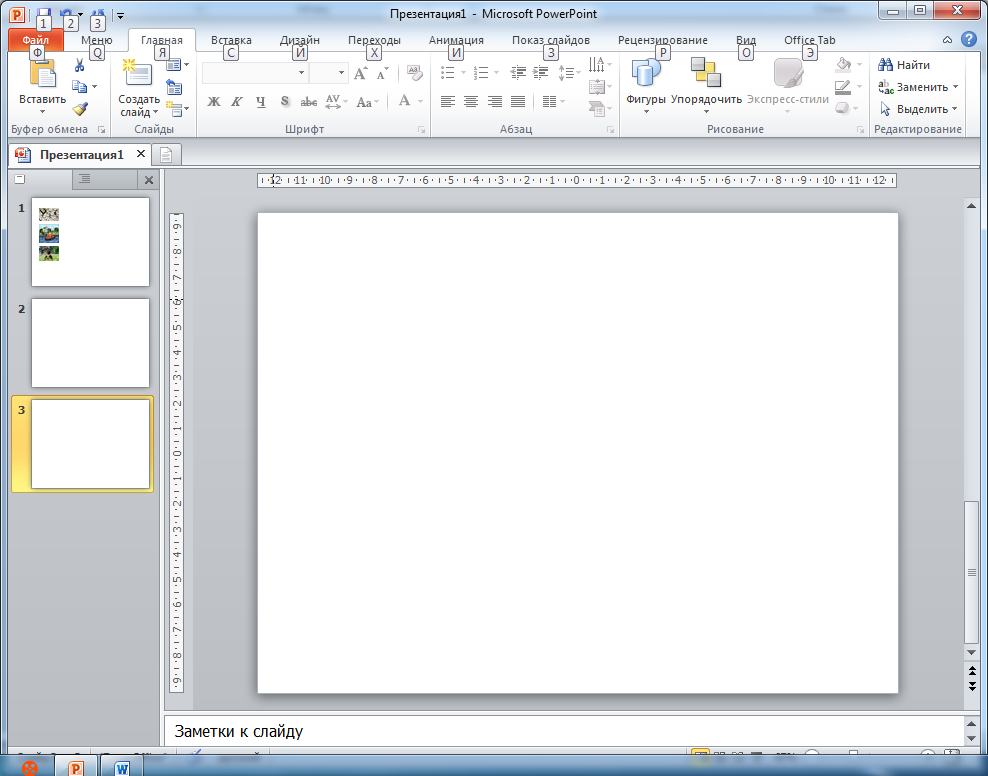 Презентация1 - Microsoft PowerPoint
1 2 3
Файл Меню Главная Вставка Дизайн Переходы Анимация Показ слайдов Рецензирование Вид Office Tab
Ф Q Я С Й Х И З Р О Э
Вставить
Создать слайд
Фигуры Упорядочить Экспресс-стили
Найти
Заменить
Выделить
Ж К Ч S abc AV Aa A
Буфер обмена Слайды Шрифт Абзац Рисование Редактирование
Презентация1
12 11 10 9 8 7 6 5 4 3 2 1 0 1 2 3 4 5 6 7 8 9 10 11 12
9 8 7 6 5 4 3 2 1 0 1 2 3 4 5 6 7 8 9
1
2
3
Заметки к слайду